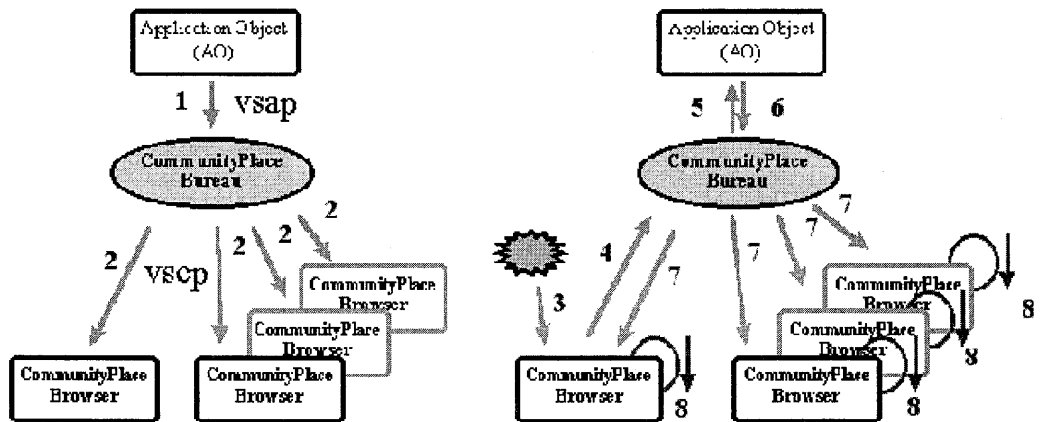 Application Object
(AO)
1
vsap
CommunityPlace
Bureau
2
vscp
2
2
2
CommunityPlace
Browser
CommunityPlace
Browser
CommunityPlace
Browser
CommunityPlace
Browser
Application Object
(AO)
5
6
CommunityPlace
Bureau
3
4
7
7
7
7
CommunityPlace
Browser
8
CommunityPlace
Browser
8
CommunityPlace
Browser
8
CommunityPlace
Browser
8